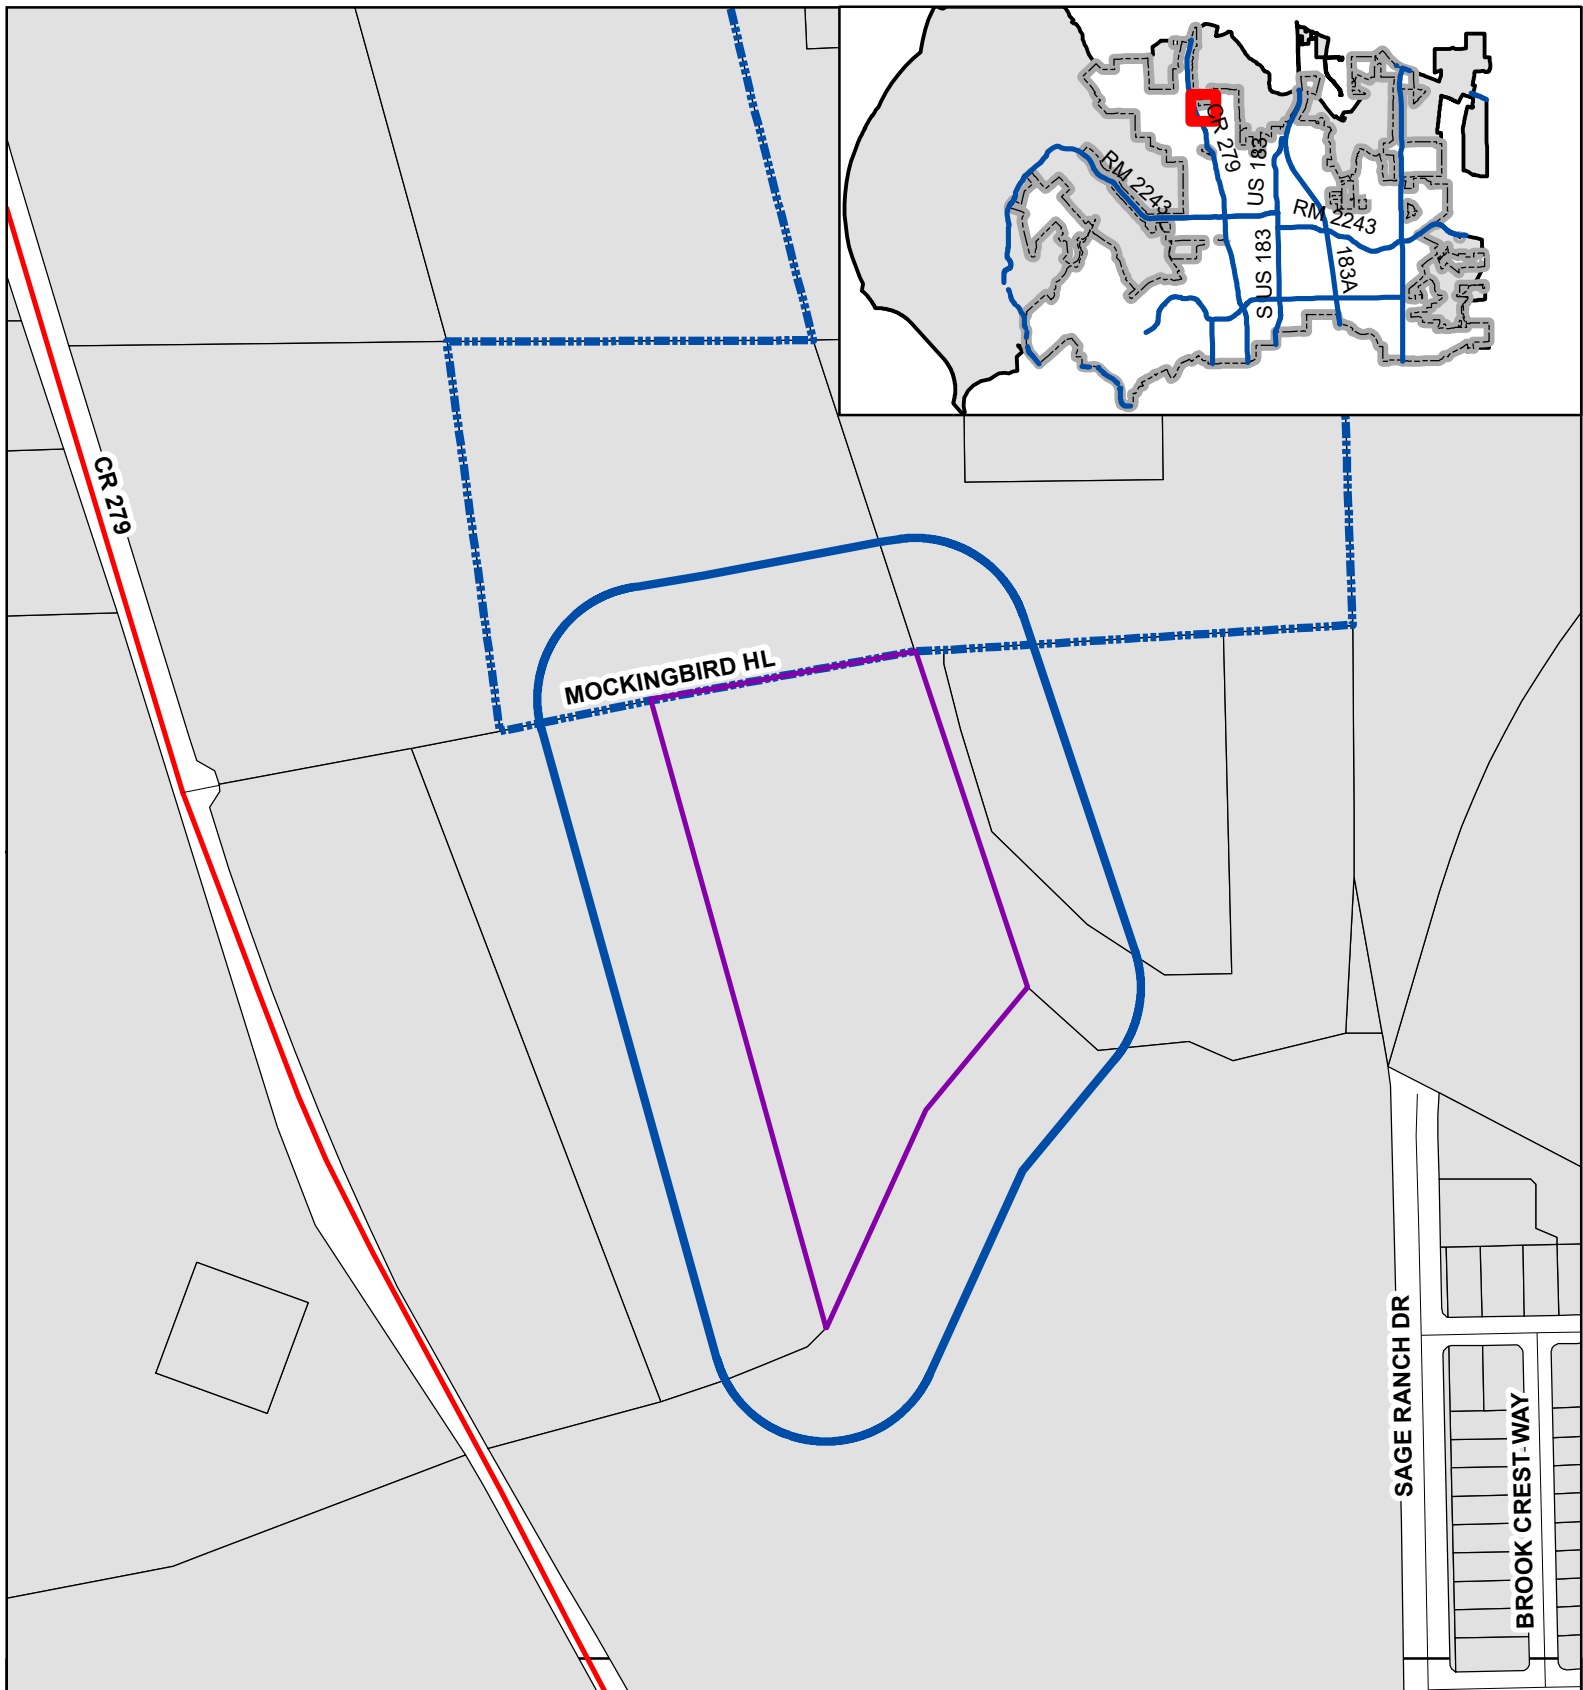 CR 279
US 183
RM 2243
RM 2243
S US 183
183A
CR 279
MOCKINGBIRD HL
SAGE RANCH DR
BROOK CREST WAY